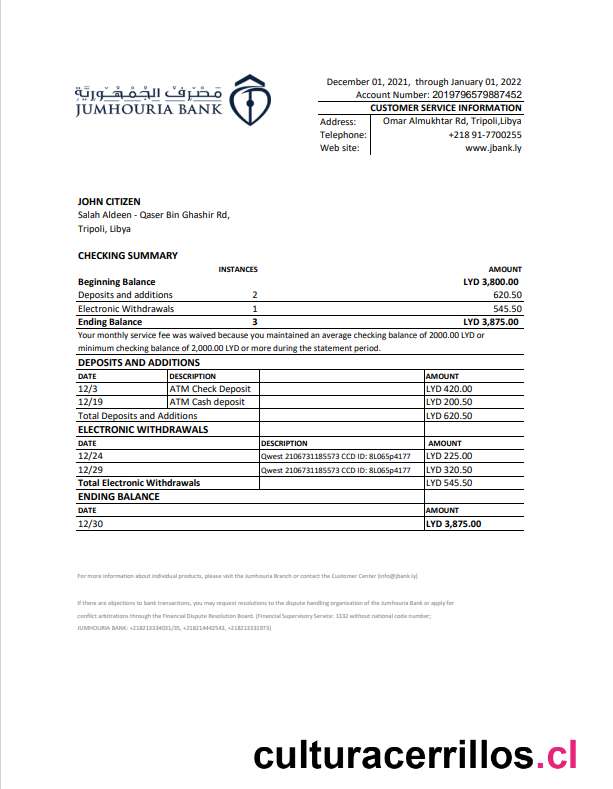 مصرف الجمهورية
JUMHOURIA BANK
December 01, 2021, through January 01, 2022
Account Number: 2019796579887452
CUSTOMER SERVICE INFORMATION
Address: Omar Almukhtar Rd, Tripoli,Libya
Telephone: +218 91-7700255
Web site: www.jbank.ly
JOHN CITIZEN
Salah Aldeen - Qaser Bin Ghashir Rd,
Tripoli, Libya
CHECKING SUMMARY
INSTANCES AMOUNT
Beginning Balance LYD 3,800.00
Deposits and additions 2 620.50
Electronic Withdrawals 1 545.50
Ending Balance 3 LYD 3,875.00
Your monthly service fee was waived because you maintained an average checking balance of 2000.00 LYD or
minimum checking balance of 2,000.00 LYD or more during the statement period.
DEPOSITS AND ADDITIONS
DATE DESCRIPTION AMOUNT
12/3 ATM Check Deposit LYD 420.00
12/19 ATM Cash deposit LYD 200.50
Total Deposits and Additions LYD 620.50
ELECTRONIC WITHDRAWALS
DATE DESCRIPTION AMOUNT
12/24 Qwest 2106731185573 CCD ID: 8L065p4177 LYD 225.00
12/29 Qwest 2106731185573 CCD ID: 8L065p4177 LYD 320.50
Total Electronic Withdrawals LYD 545.50
ENDING BALANCE
DATE AMOUNT
12/30 LYD 3,875.00
For more information about individual products, please visit the Jumhouria Branch or contact the Customer Center (info@jbank.ly)
If there are objections to bank transactions, you may request resolutions to the dispute handling organization of the Jumhouria Bank or apply for
conflict arbitrations through the Financial Dispute Resolution Board. (Financial Supervisory Service: 1332 without national code number;
JUMHOURIA BANK: +218213334031/35, +218214442543, +218213331973)
culturacerrillos.cl